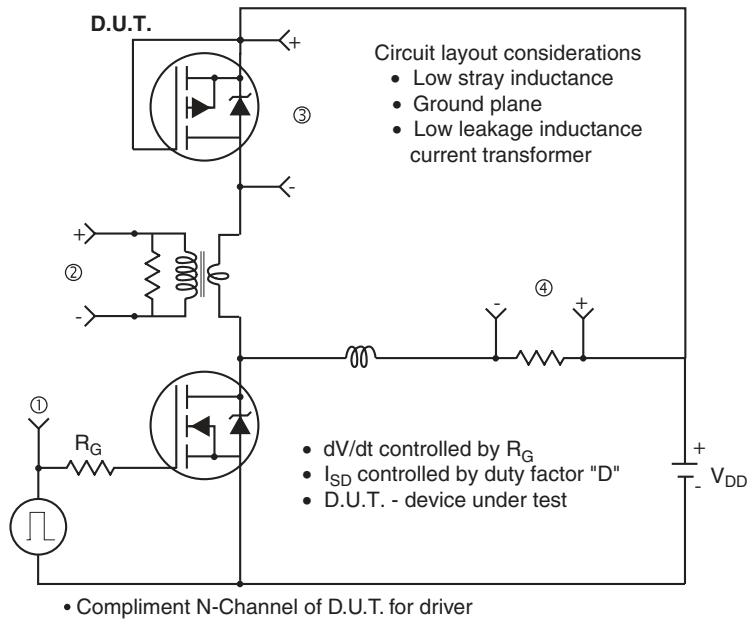 D.U.T.
+
Circuit layout considerations
• Low stray inductance
• Ground plane
• Low leakage inductance
current transformer
③
-
+
②
-
④
-
+
①
R_G
• dV/dt controlled by R_G
• I_SD controlled by duty factor "D"
• D.U.T. - device under test
+
V_DD
-
• Compliment N-Channel of D.U.T. for driver